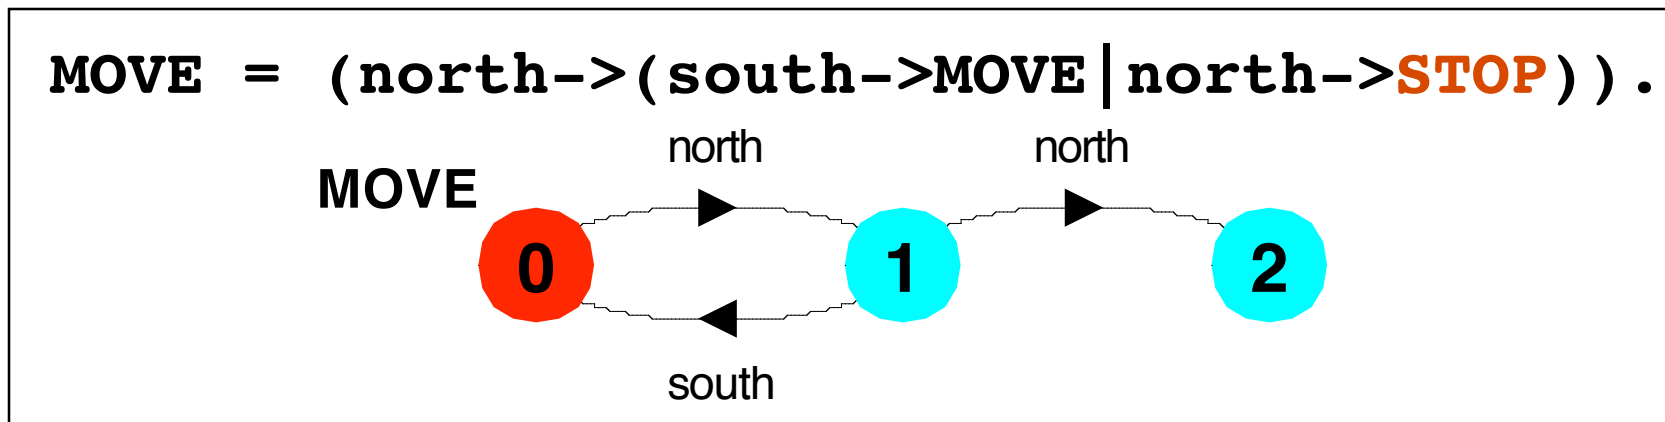 MOVE = (north->(south->MOVE|north->STOP)).
north north
MOVE
0 1 2
south